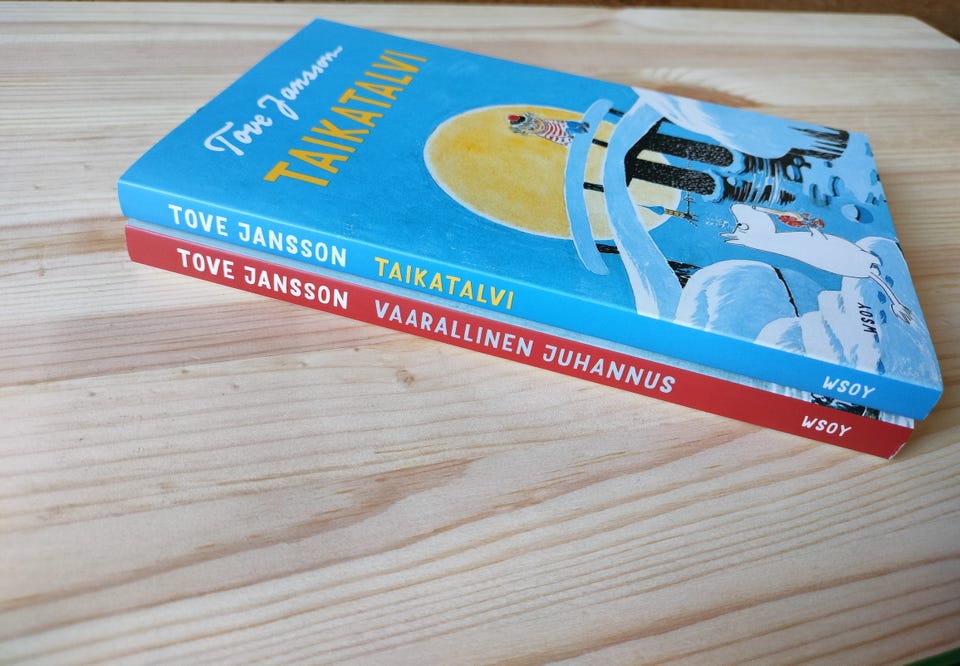 Tove Jansson
TAIKATALVI
WSOY
TOVE JANSSON TAIKATALVI WSOY
TOVE JANSSON VAARALLINEN JUHANNUS WSOY